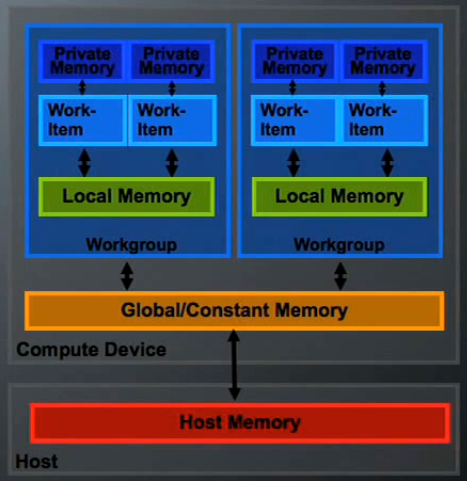 Private Private Private Private
Memory Memory Memory Memory
Work- Work- Work- Work-
Item Item Item Item
Local Memory Local Memory
Workgroup Workgroup
Global/Constant Memory
Compute Device
Host Memory
Host